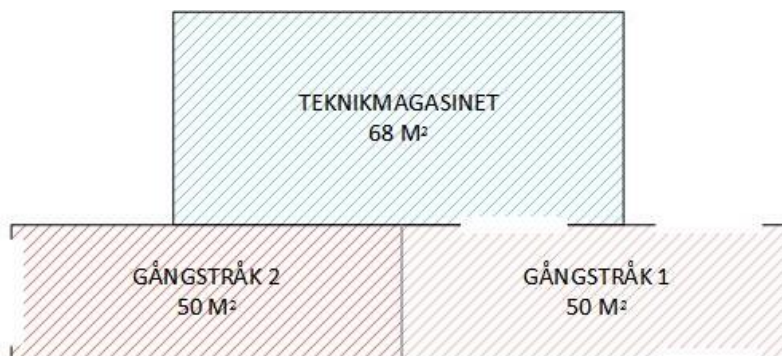 TEKNIKMAGASINET
68 M²
GÅNGSTRÅK 2
50 M²
GÅNGSTRÅK 1
50 M²